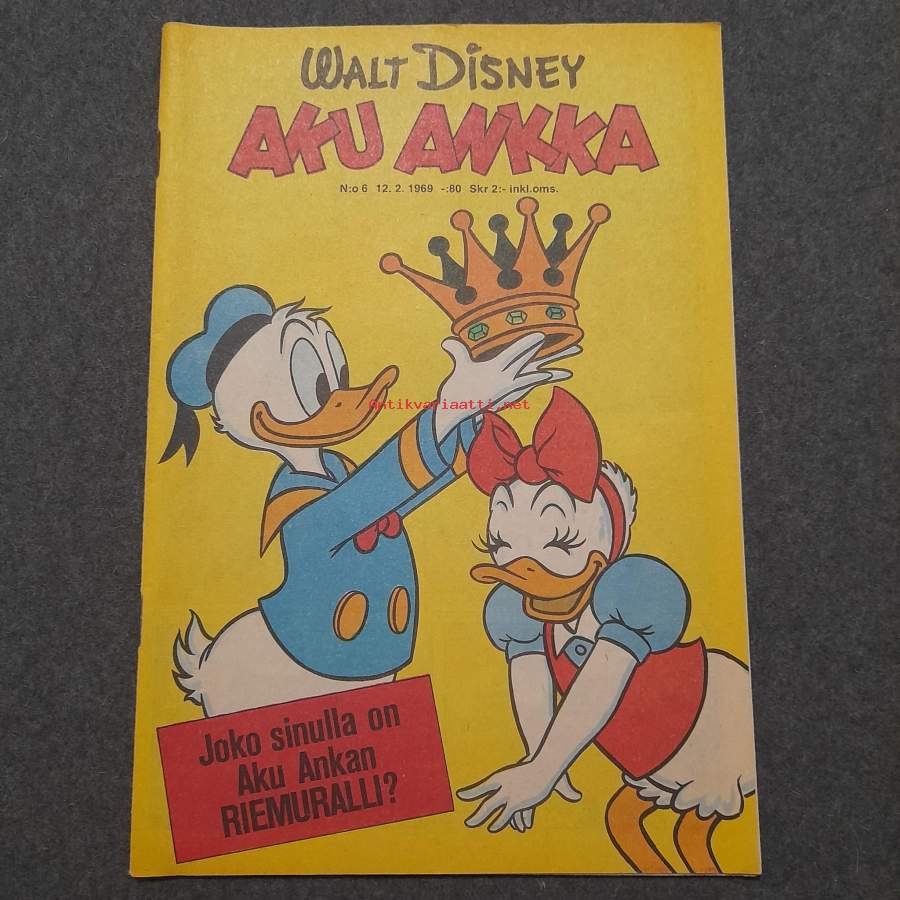 WALT DISNEY
AKU ANKKA
N:o 6 12. 2. 1969 -:80 Skr 2:- inkl.oms.
Antikvariaatti.net
Joko sinulla on
Aku Ankan
RIEMURALLI?